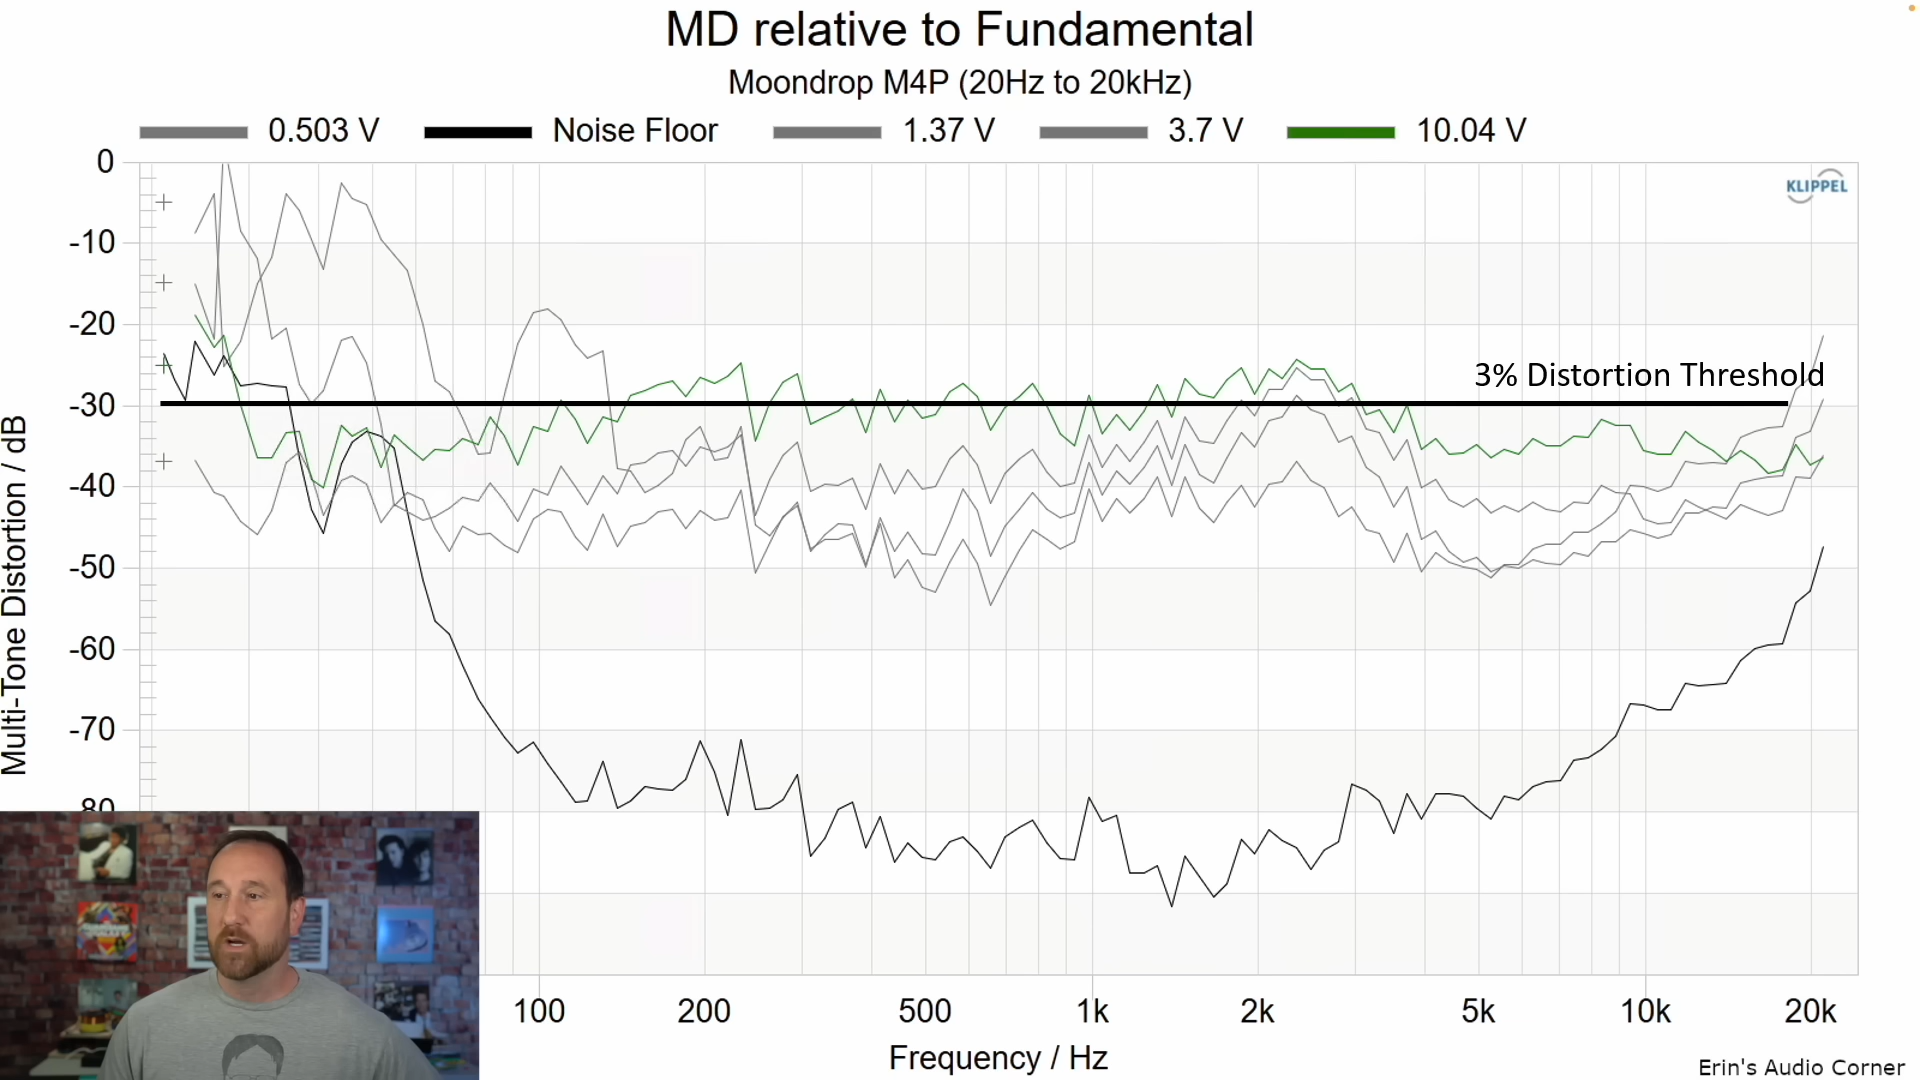 MD relative to Fundamental
Moondrop M4P (20Hz to 20kHz)
0.503 V Noise Floor 1.37 V 3.7 V 10.04 V
KLIPPEL
0
-10
-20
3% Distortion Threshold
-30
-40
-50
-60
-70
80
Multi-Tone Distortion / dB
100 200 500 1k 2k 5k 10k 20k
Frequency / Hz
Erin's Audio Corner